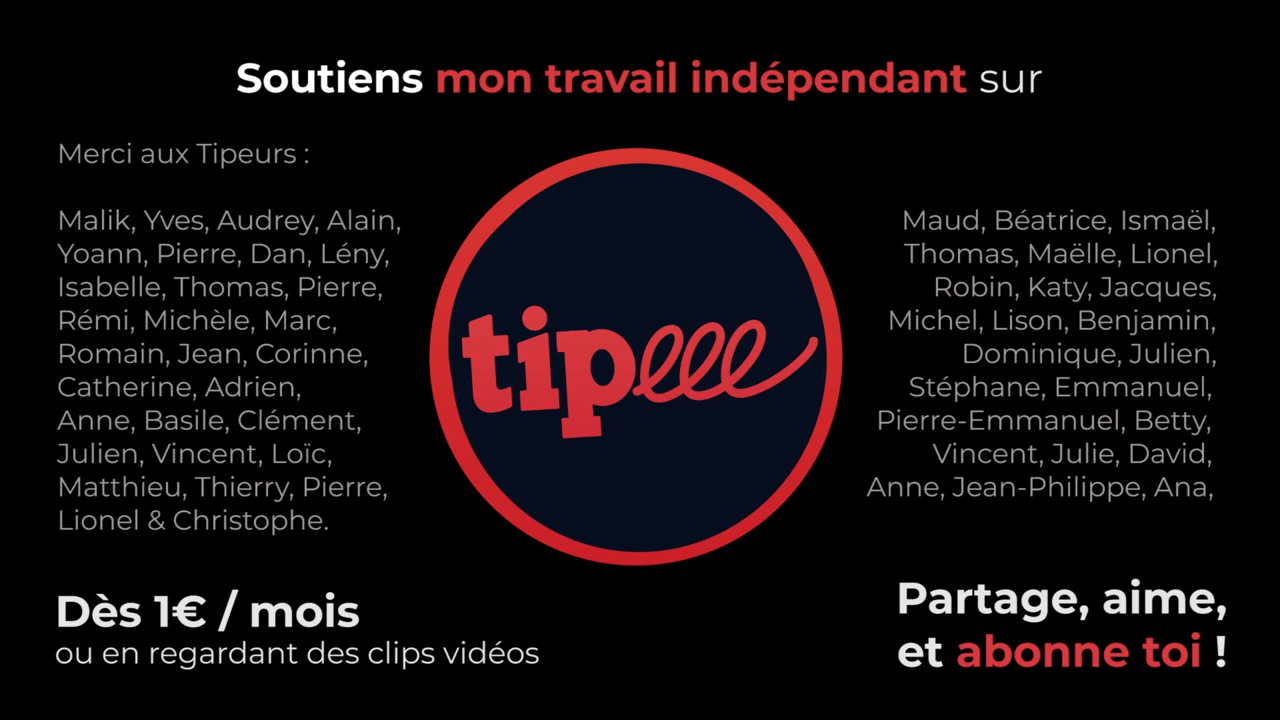 Soutiens mon travail indépendant sur
Merci aux Tipeurs :
Malik, Yves, Audrey, Alain,
Yoann, Pierre, Dan, Lény,
Isabelle, Thomas, Pierre,
Rémi, Michèle, Marc,
Romain, Jean, Corinne,
Catherine, Adrien,
Anne, Basile, Clément,
Julien, Vincent, Loïc,
Matthieu, Thierry, Pierre,
Lionel & Christophe.
tipeee
Maud, Béatrice, Ismaël,
Thomas, Maëlle, Lionel,
Robin, Katy, Jacques,
Michel, Lison, Benjamin,
Dominique, Julien,
Stéphane, Emmanuel,
Pierre-Emmanuel, Betty,
Vincent, Julie, David,
Anne, Jean-Philippe, Ana,
Dès 1€ / mois
ou en regardant des clips vidéos
Partage, aime,
et abonne toi !